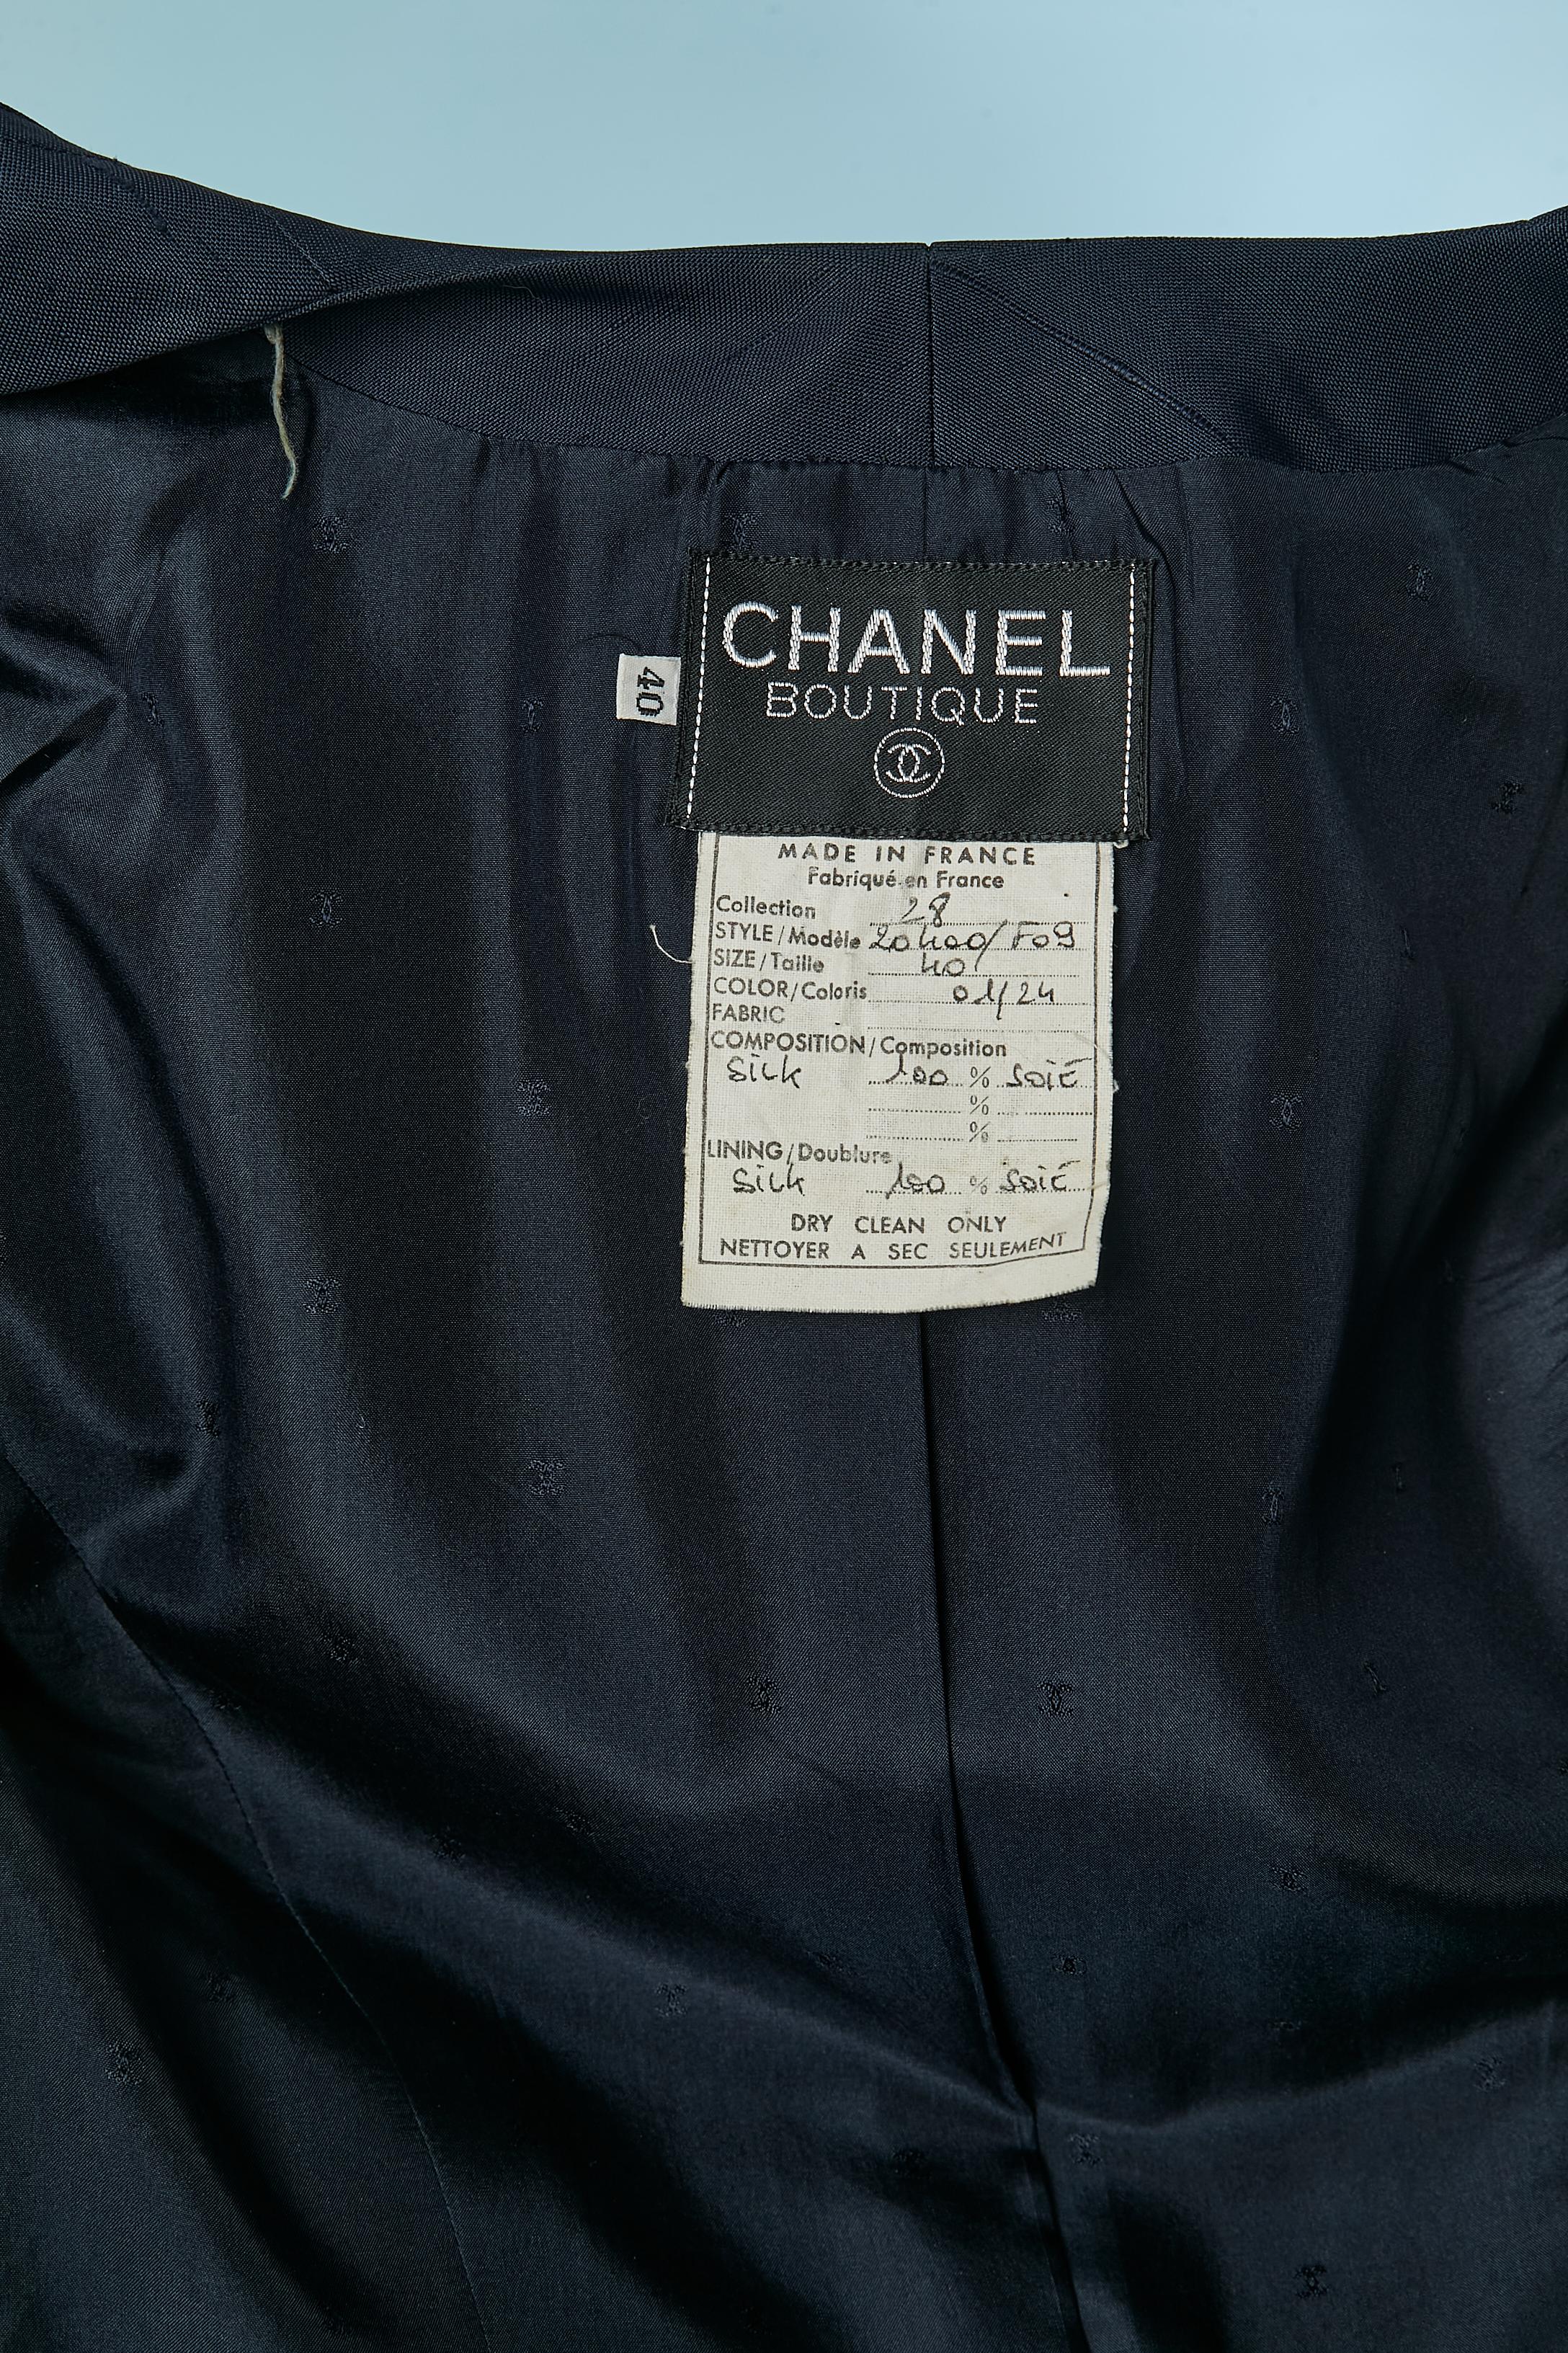 CHANEL
BOUTIQUE
40
MADE IN FRANCE
Fabriqué en France
Collection 28
STYLE/Modèle 20400/F09
SIZE/Taille 40
COLOR/Coloris 01/24
FABRIC
COMPOSITION/Composition
Silk 100 % SOIE
%
%
LINING/Doublure
Silk 100 % SOIE
DRY CLEAN ONLY
NETTOYER A SEC SEULEMENT